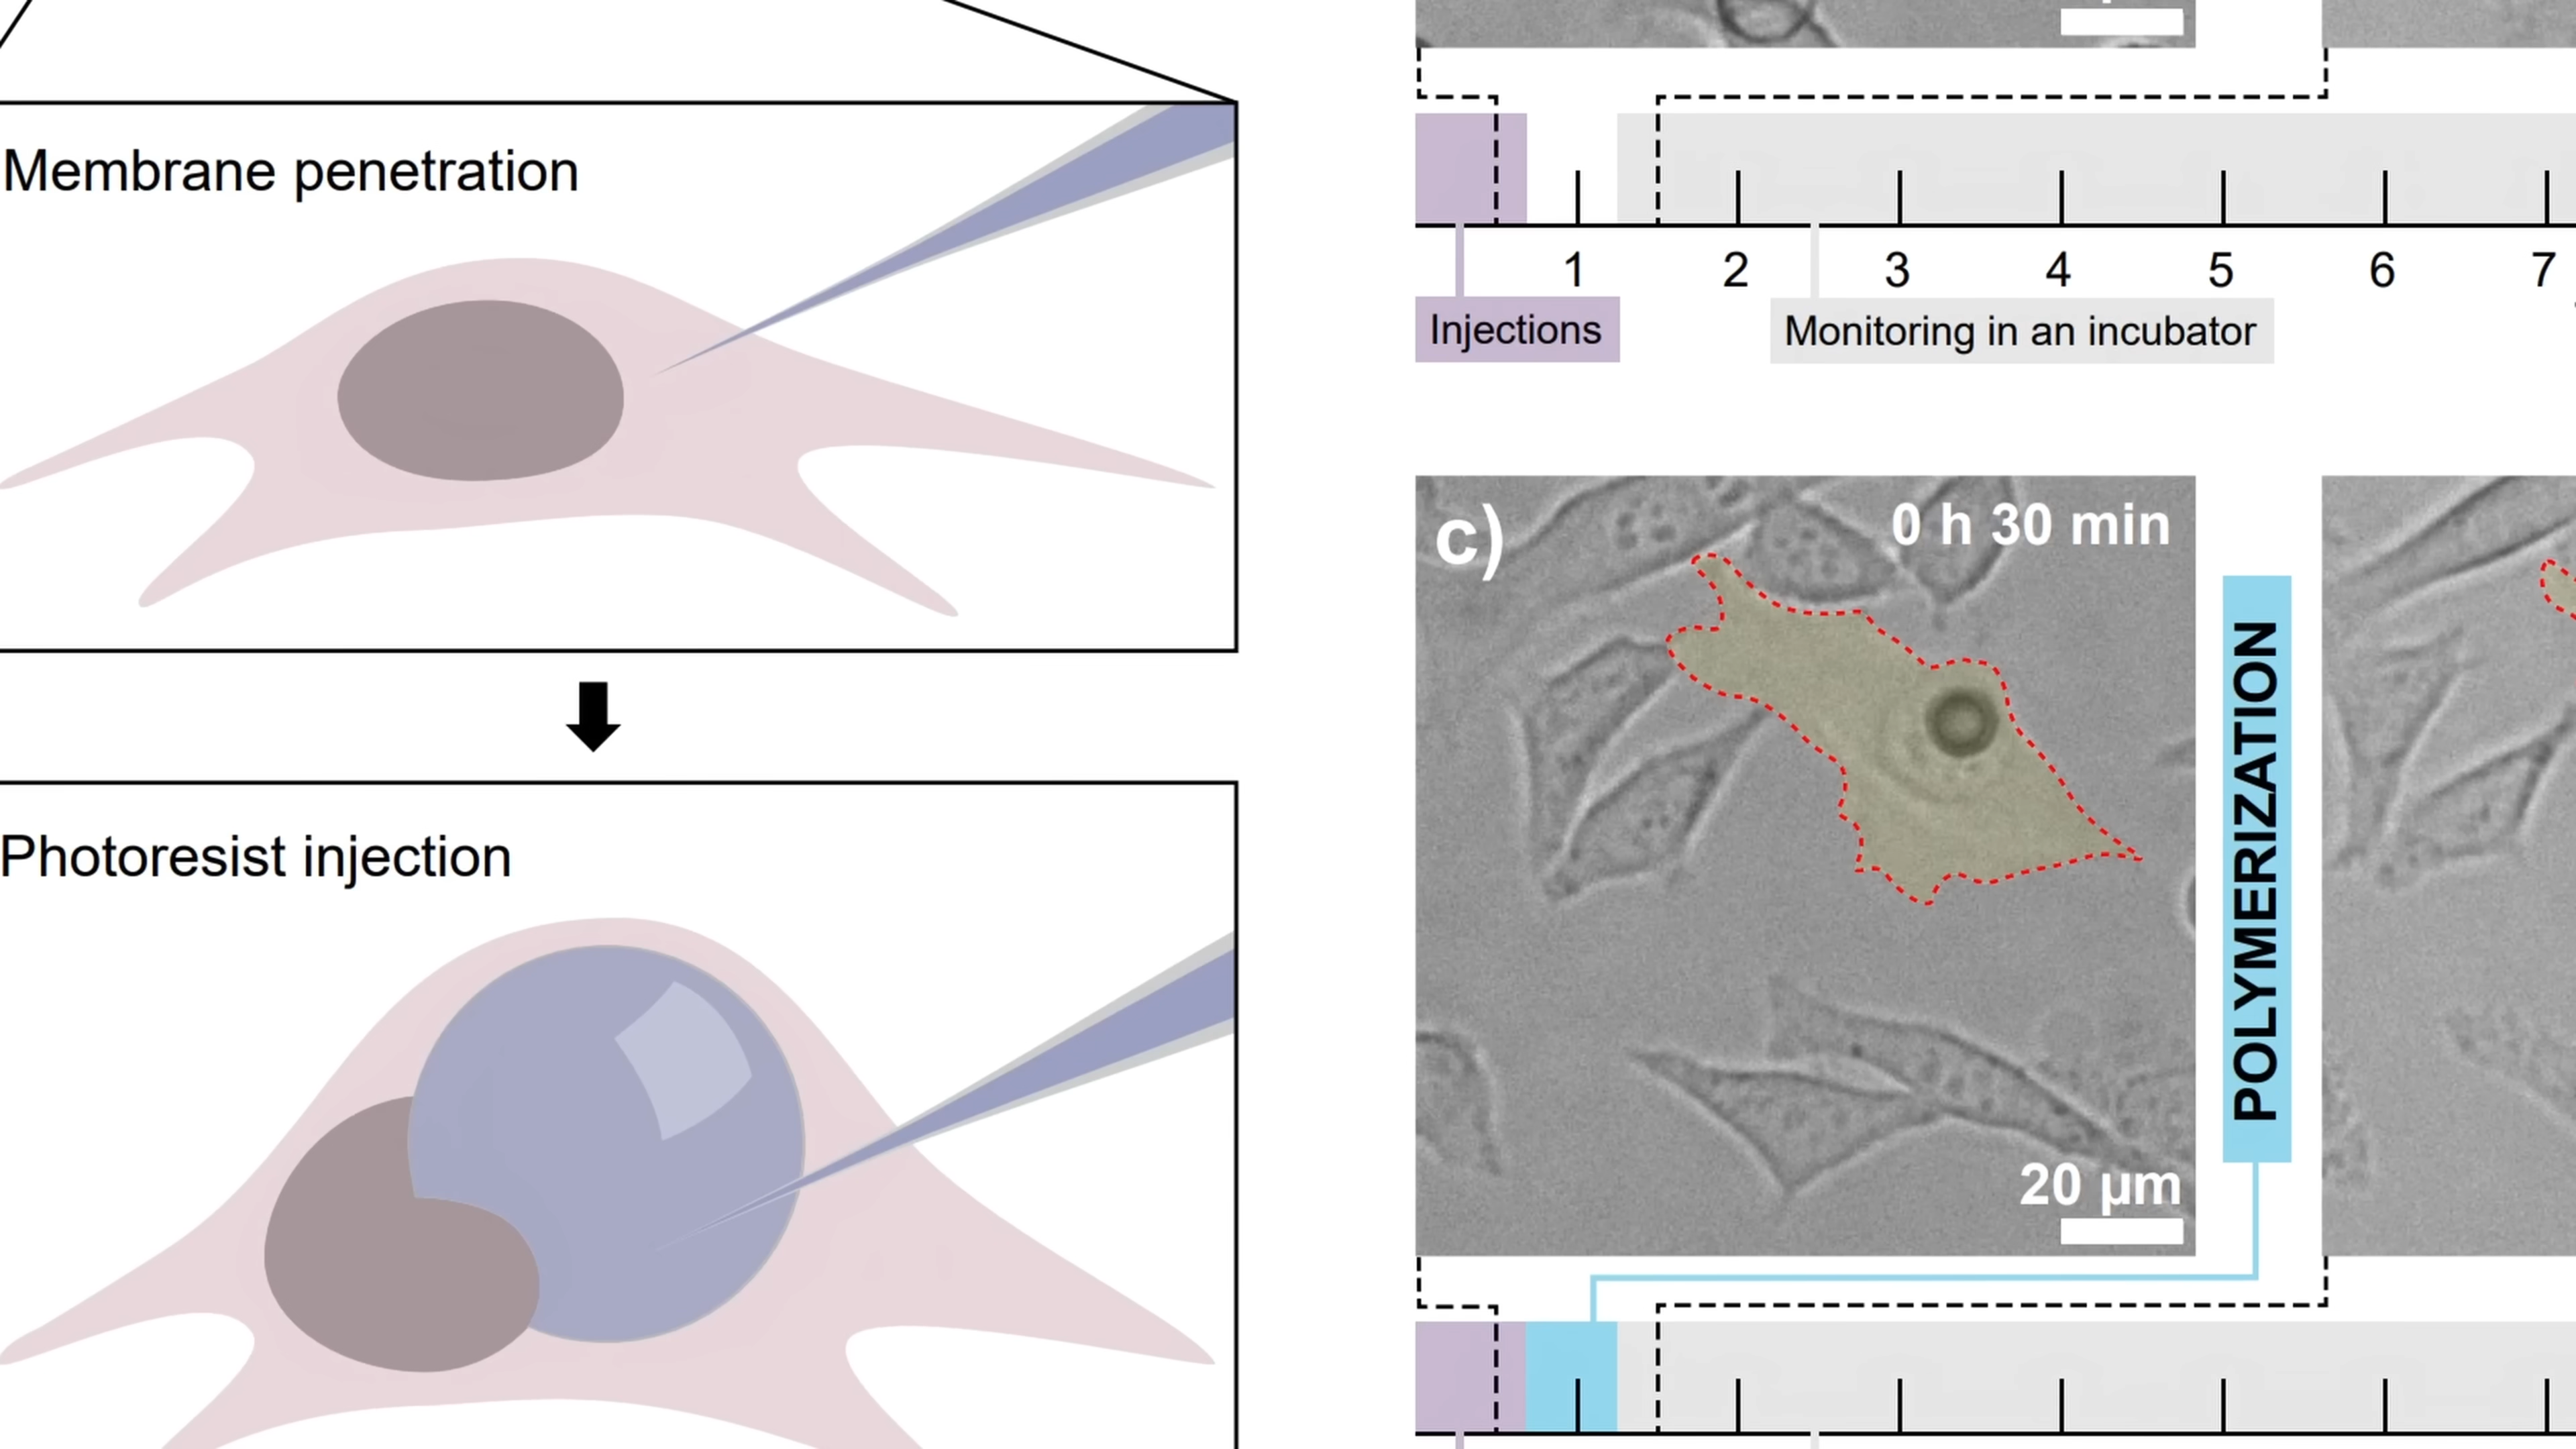 Membrane penetration
1 2 3 4 5 6 7
Injections
Monitoring in an incubator
c)
0 h 30 min
POLYMERIZATION
20 µm
Photoresist injection